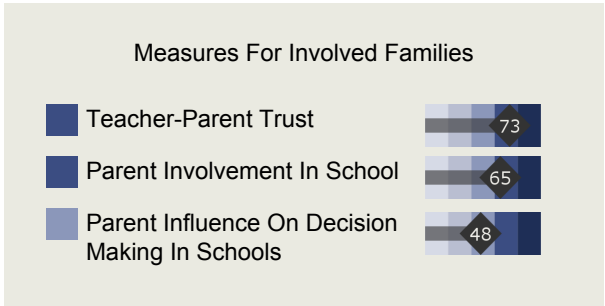 Measures For Involved Families
Teacher-Parent Trust
73
Parent Involvement In School
65
Parent Influence On Decision
Making In Schools
48